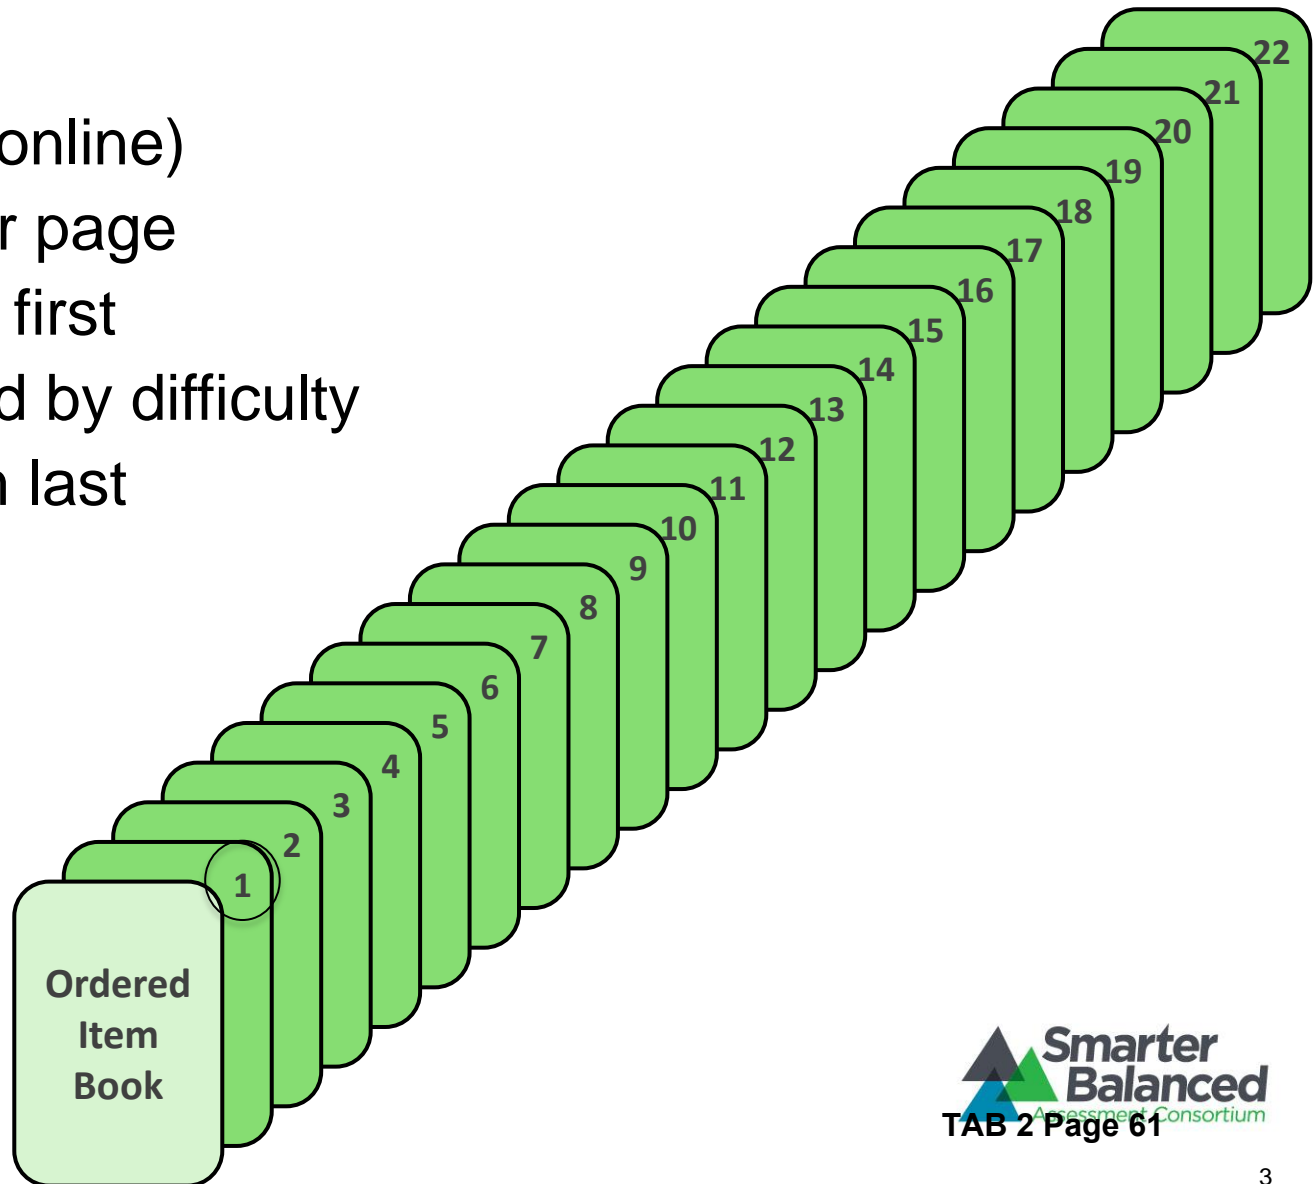 online)
r page
first
d by difficulty
n last
22
21
20
19
18
17
16
15
14
13
12
11
10
9
8
7
6
5
4
3
2
1
Ordered
Item
Book
Smarter
Balanced
Assessment Consortium
TAB 2 Page 61
3